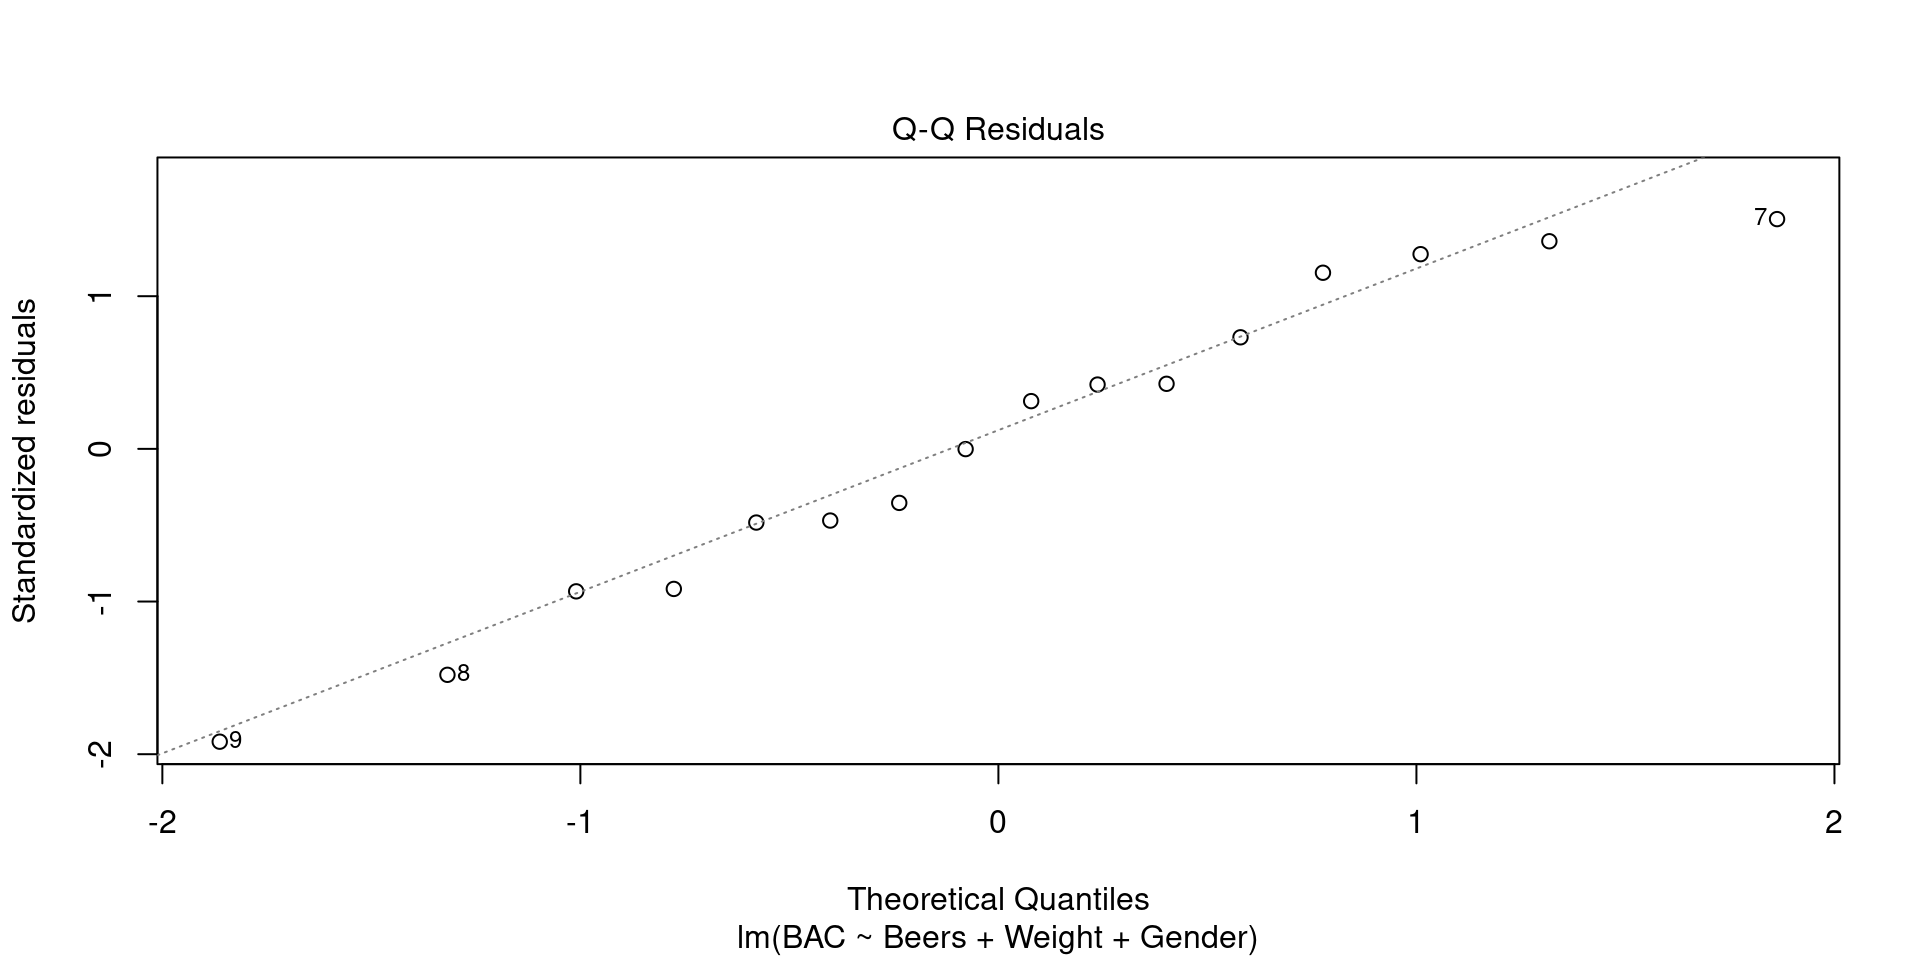 Q-Q Residuals
Standardized residuals
1
0
-1
-2
7
8
9
-2 -1 0 1 2
Theoretical Quantiles
lm(BAC ~ Beers + Weight + Gender)